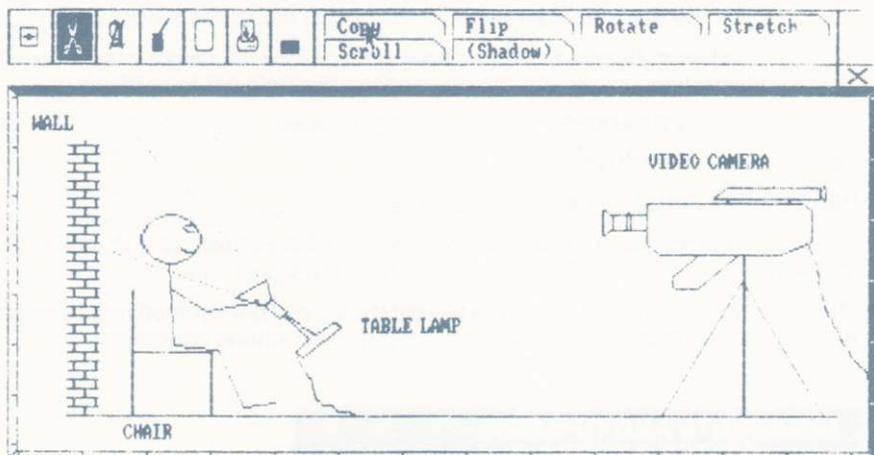 Copy Flip Rotate Stretch
Scroll (Shadow)
WALL
VIDEO CAMERA
TABLE LAMP
CHAIR